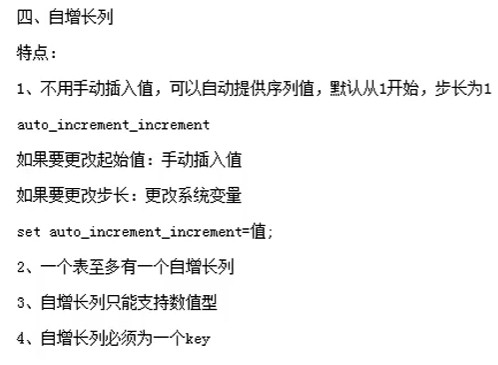 四、自增长列
特点：
1、不用手动插入值，可以自动提供序列值，默认从1开始，步长为1
auto_increment_increment
如果要更改起始值：手动插入值
如果要更改步长：更改系统变量
set auto_increment_increment=值;
2、一个表至多有一个自增长列
3、自增长列只能支持数值型
4、自增长列必须为一个key